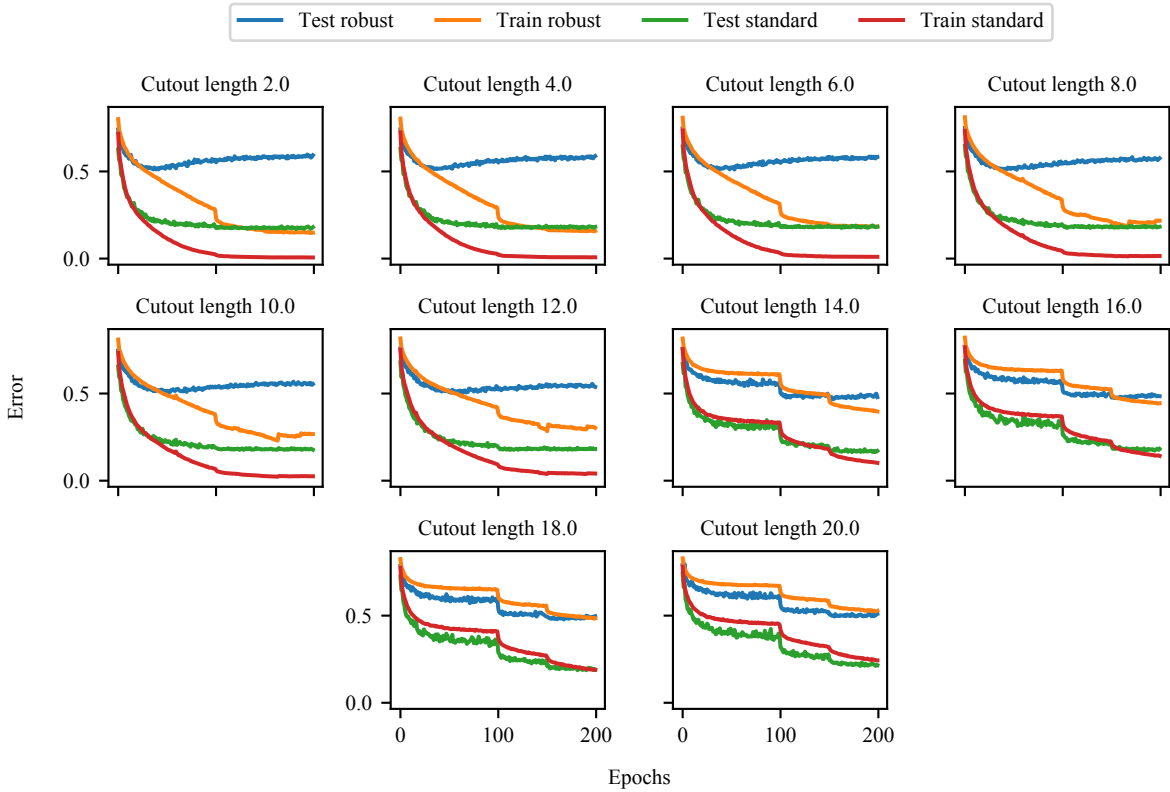 Test robust Train robust Test standard Train standard
Cutout length 2.0 Cutout length 4.0 Cutout length 6.0 Cutout length 8.0
0.5
0.0
Cutout length 10.0 Cutout length 12.0 Cutout length 14.0 Cutout length 16.0
0.5
0.0
Error
Cutout length 18.0 Cutout length 20.0
0.5
0.0
0 100 200 0 100 200
Epochs